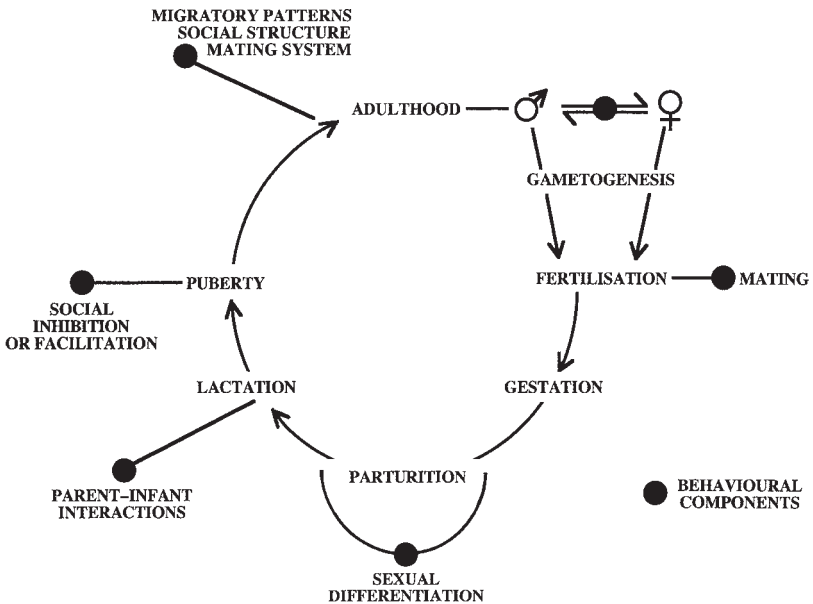 MIGRATORY PATTERNS
SOCIAL STRUCTURE
MATING SYSTEM
ADULTHOOD
GAMETOGENESIS
PUBERTY
FERTILISATION
MATING
SOCIAL
INHIBITION
OR FACILITATION
LACTATION
GESTATION
PARTURITION
PARENT–INFANT
INTERACTIONS
BEHAVIOURAL
COMPONENTS
SEXUAL
DIFFERENTIATION